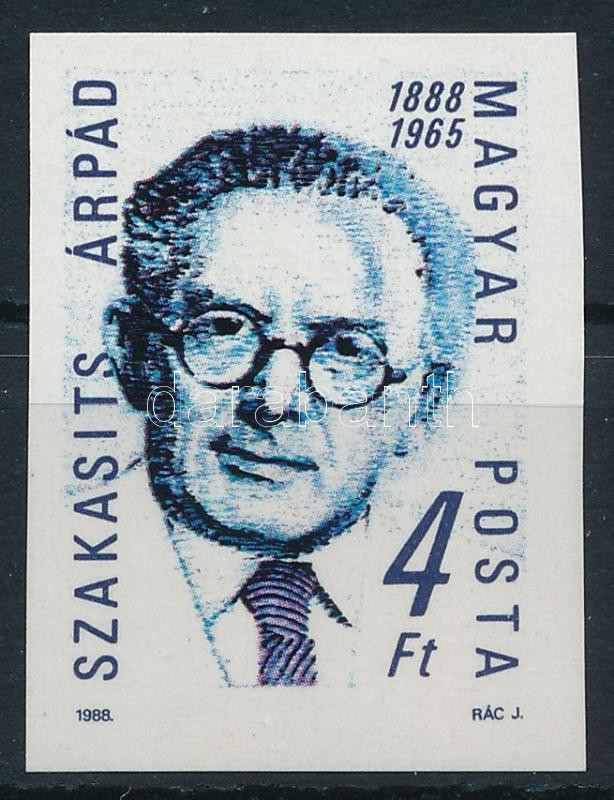 SZAKASITS ÁRPÁD
1888
1965
MAGYAR POSTA
darabanth
4
Ft
1988.
RÁC J.